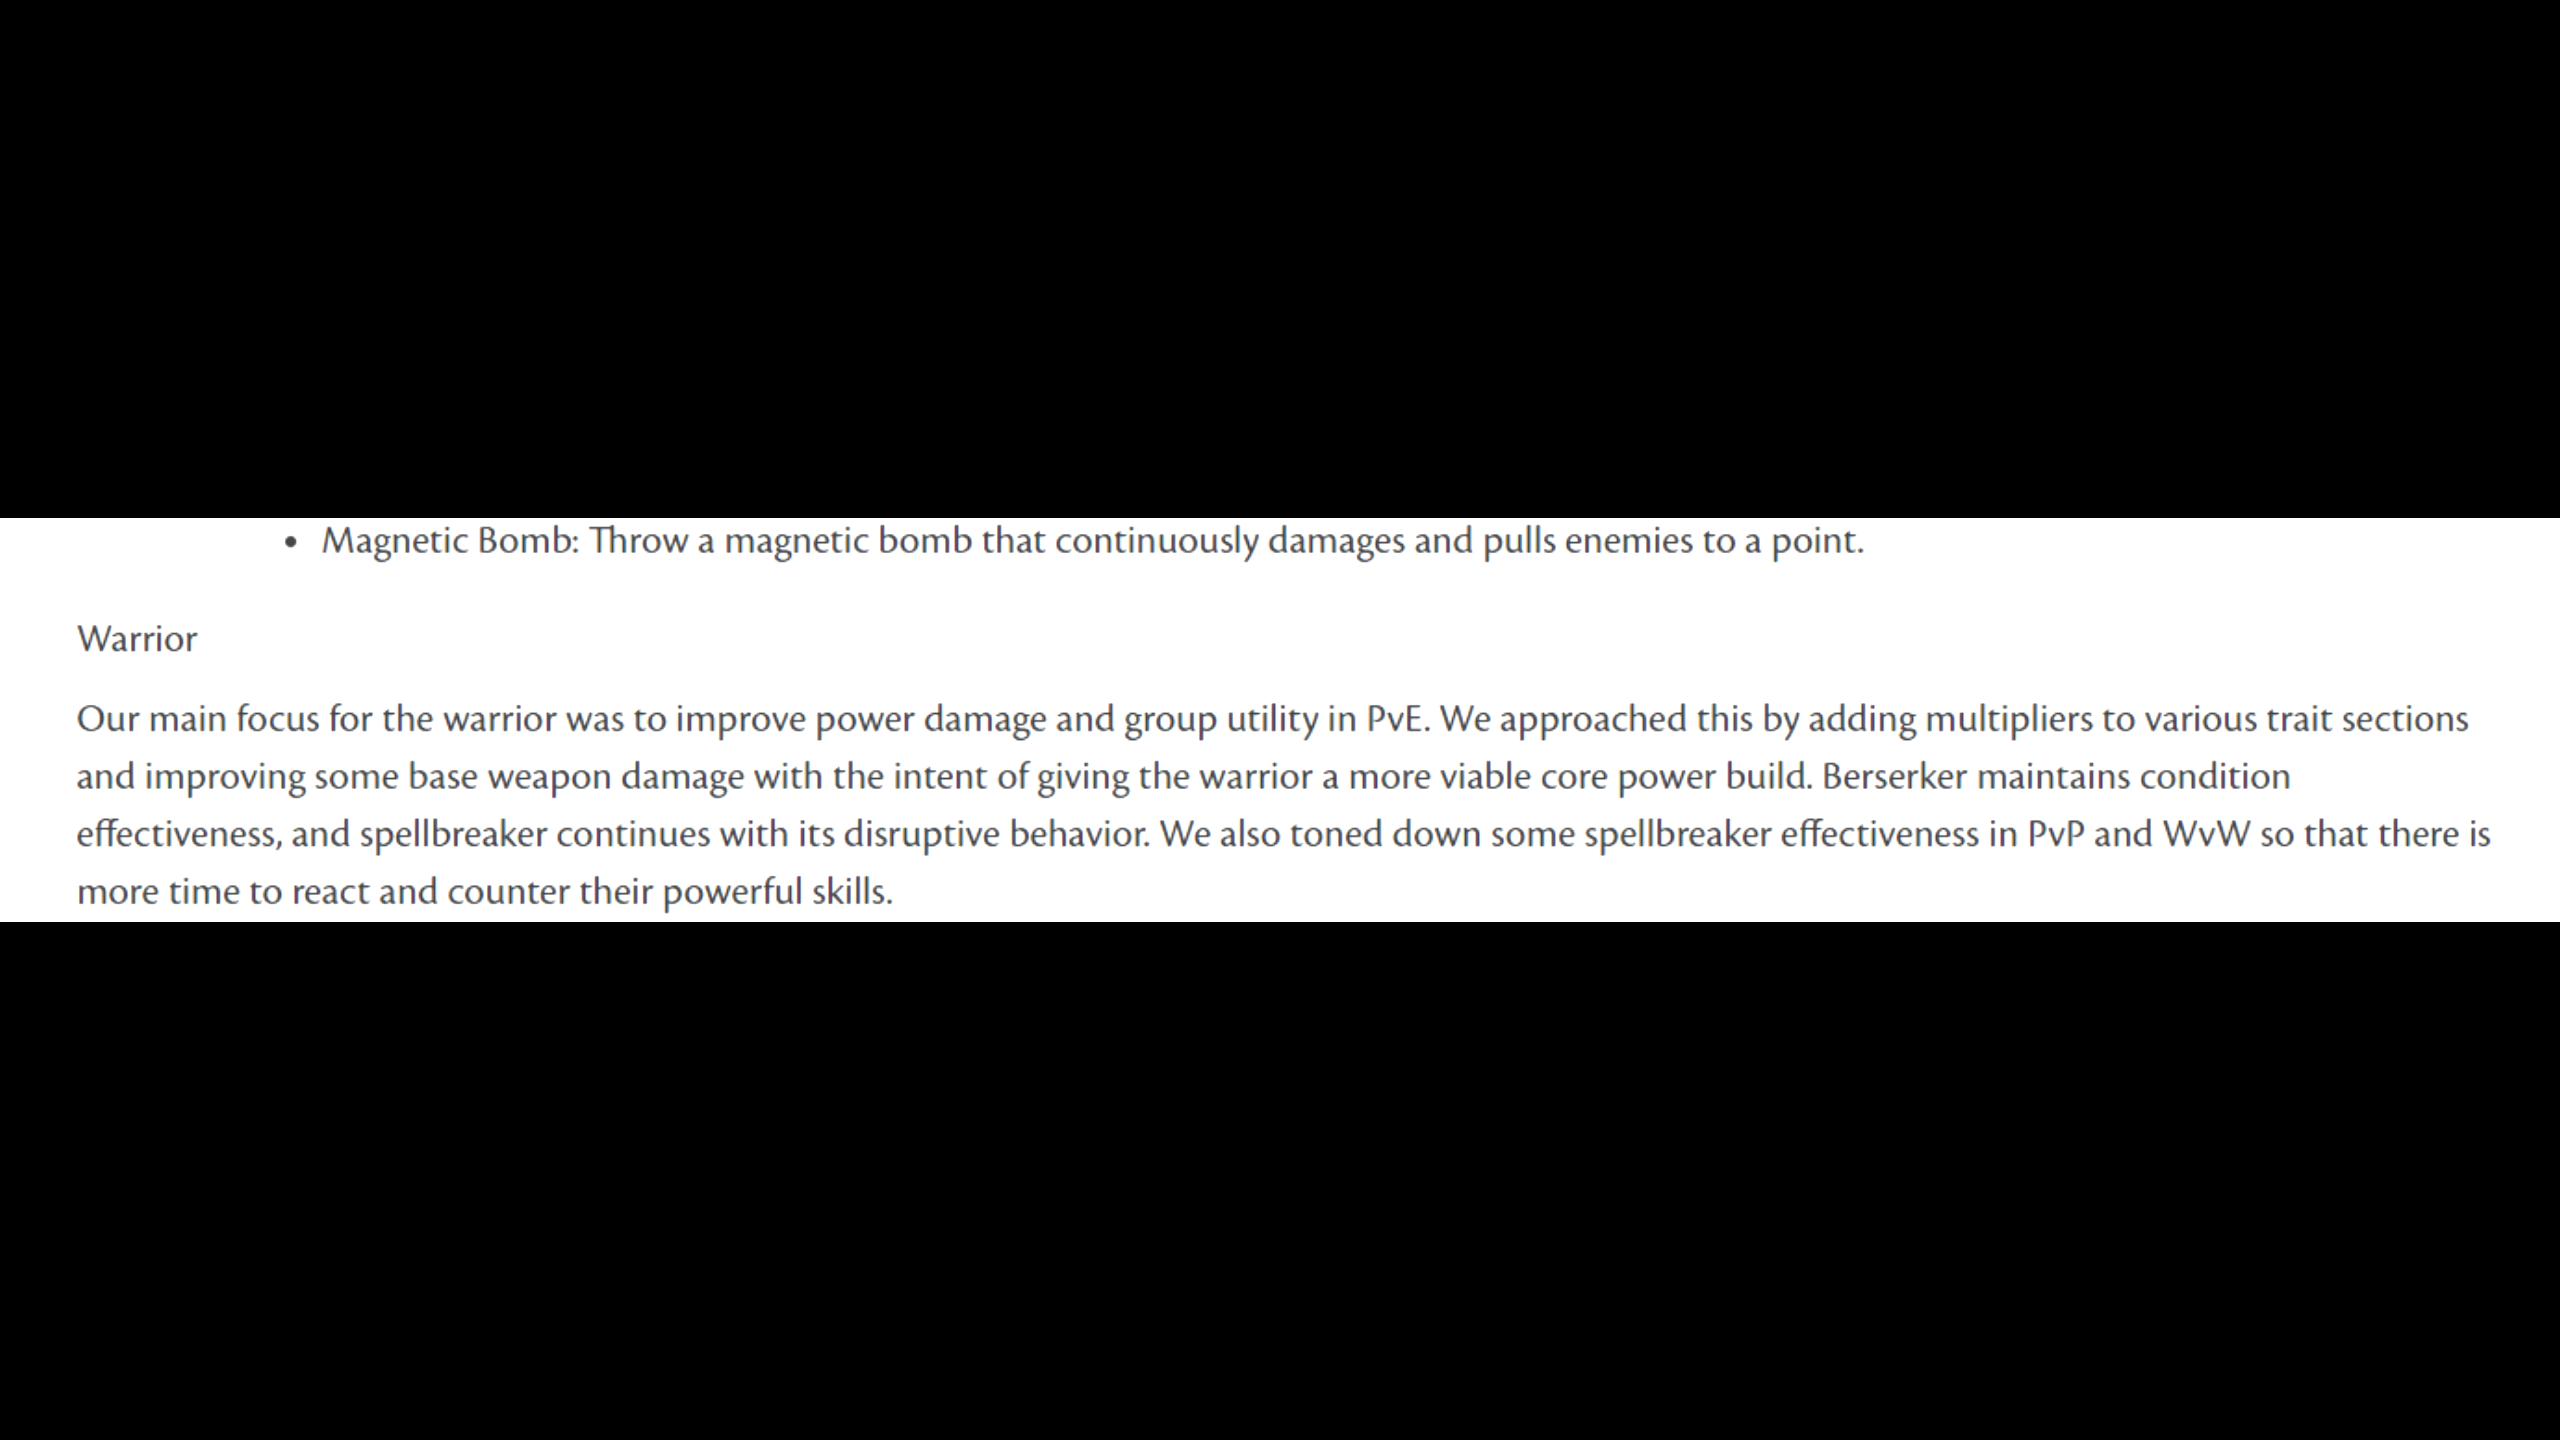 • Magnetic Bomb: Throw a magnetic bomb that continuously damages and pulls enemies to a point.
Warrior
Our main focus for the warrior was to improve power damage and group utility in PvE. We approached this by adding multipliers to various trait sections
and improving some base weapon damage with the intent of giving the warrior a more viable core power build. Berserker maintains condition
effectiveness, and spellbreaker continues with its disruptive behavior. We also toned down some spellbreaker effectiveness in PvP and WvW so that there is
more time to react and counter their powerful skills.